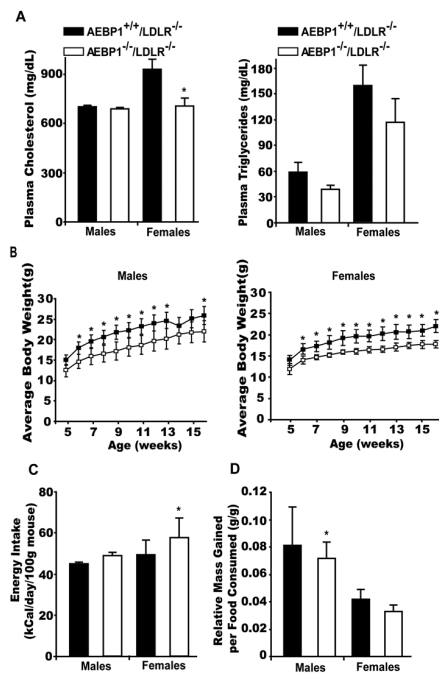 A
AEBP1+/+/LDLR-/-
AEBP1-/-/LDLR-/-
Plasma Cholesterol (mg/dL)
900
600
300
0
*
Males Females
AEBP1+/+/LDLR-/-
AEBP1-/-/LDLR-/-
Plasma Triglycerides (mg/dL)
180
150
120
90
60
30
0
Males Females
B
Males
Average Body Weight(g)
30
25
20
15
10
5
0
* * * * * * * * *
5 7 9 11 13 15
Age (weeks)
Females
Average Body Weight(g)
30
25
20
15
10
5
0
* * * * * * * * * * *
5 7 9 11 13 15
Age (weeks)
C
Energy Intake
(kCal/day/100g mouse)
80
60
40
20
0
*
Males Females
D
Relative Mass Gained
per Food Consumed (g/g)
0.12
0.10
0.08
0.06
0.04
0.02
0.0
*
Males Females